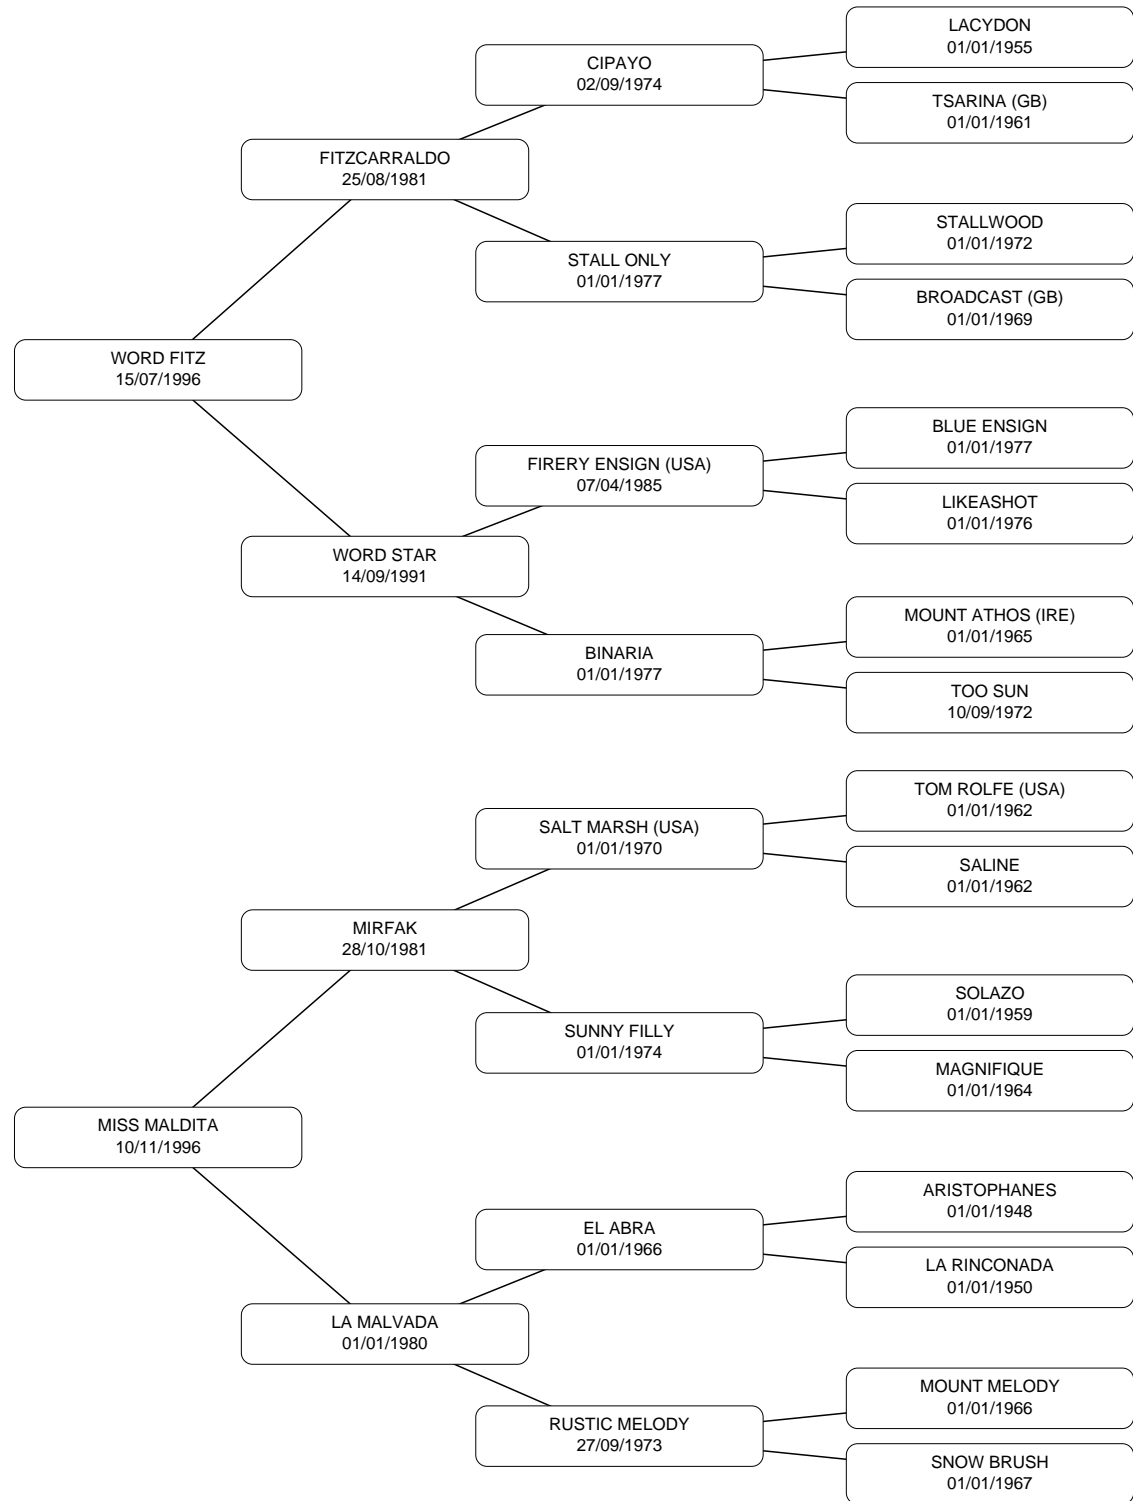 LACYDON
01/01/1955
CIPAYO
02/09/1974
TSARINA (GB)
01/01/1961
FITZCARRALDO
25/08/1981
STALLWOOD
01/01/1972
STALL ONLY
01/01/1977
BROADCAST (GB)
01/01/1969
WORD FITZ
15/07/1996
BLUE ENSIGN
01/01/1977
FIRERY ENSIGN (USA)
07/04/1985
LIKEASHOT
01/01/1976
WORD STAR
14/09/1991
MOUNT ATHOS (IRE)
01/01/1965
BINARIA
01/01/1977
TOO SUN
10/09/1972
TOM ROLFE (USA)
01/01/1962
SALT MARSH (USA)
01/01/1970
SALINE
01/01/1962
MIRFAK
28/10/1981
SOLAZO
01/01/1959
SUNNY FILLY
01/01/1974
MAGNIFIQUE
01/01/1964
MISS MALDITA
10/11/1996
ARISTOPHANES
01/01/1948
EL ABRA
01/01/1966
LA RINCONADA
01/01/1950
LA MALVADA
01/01/1980
MOUNT MELODY
01/01/1966
RUSTIC MELODY
27/09/1973
SNOW BRUSH
01/01/1967